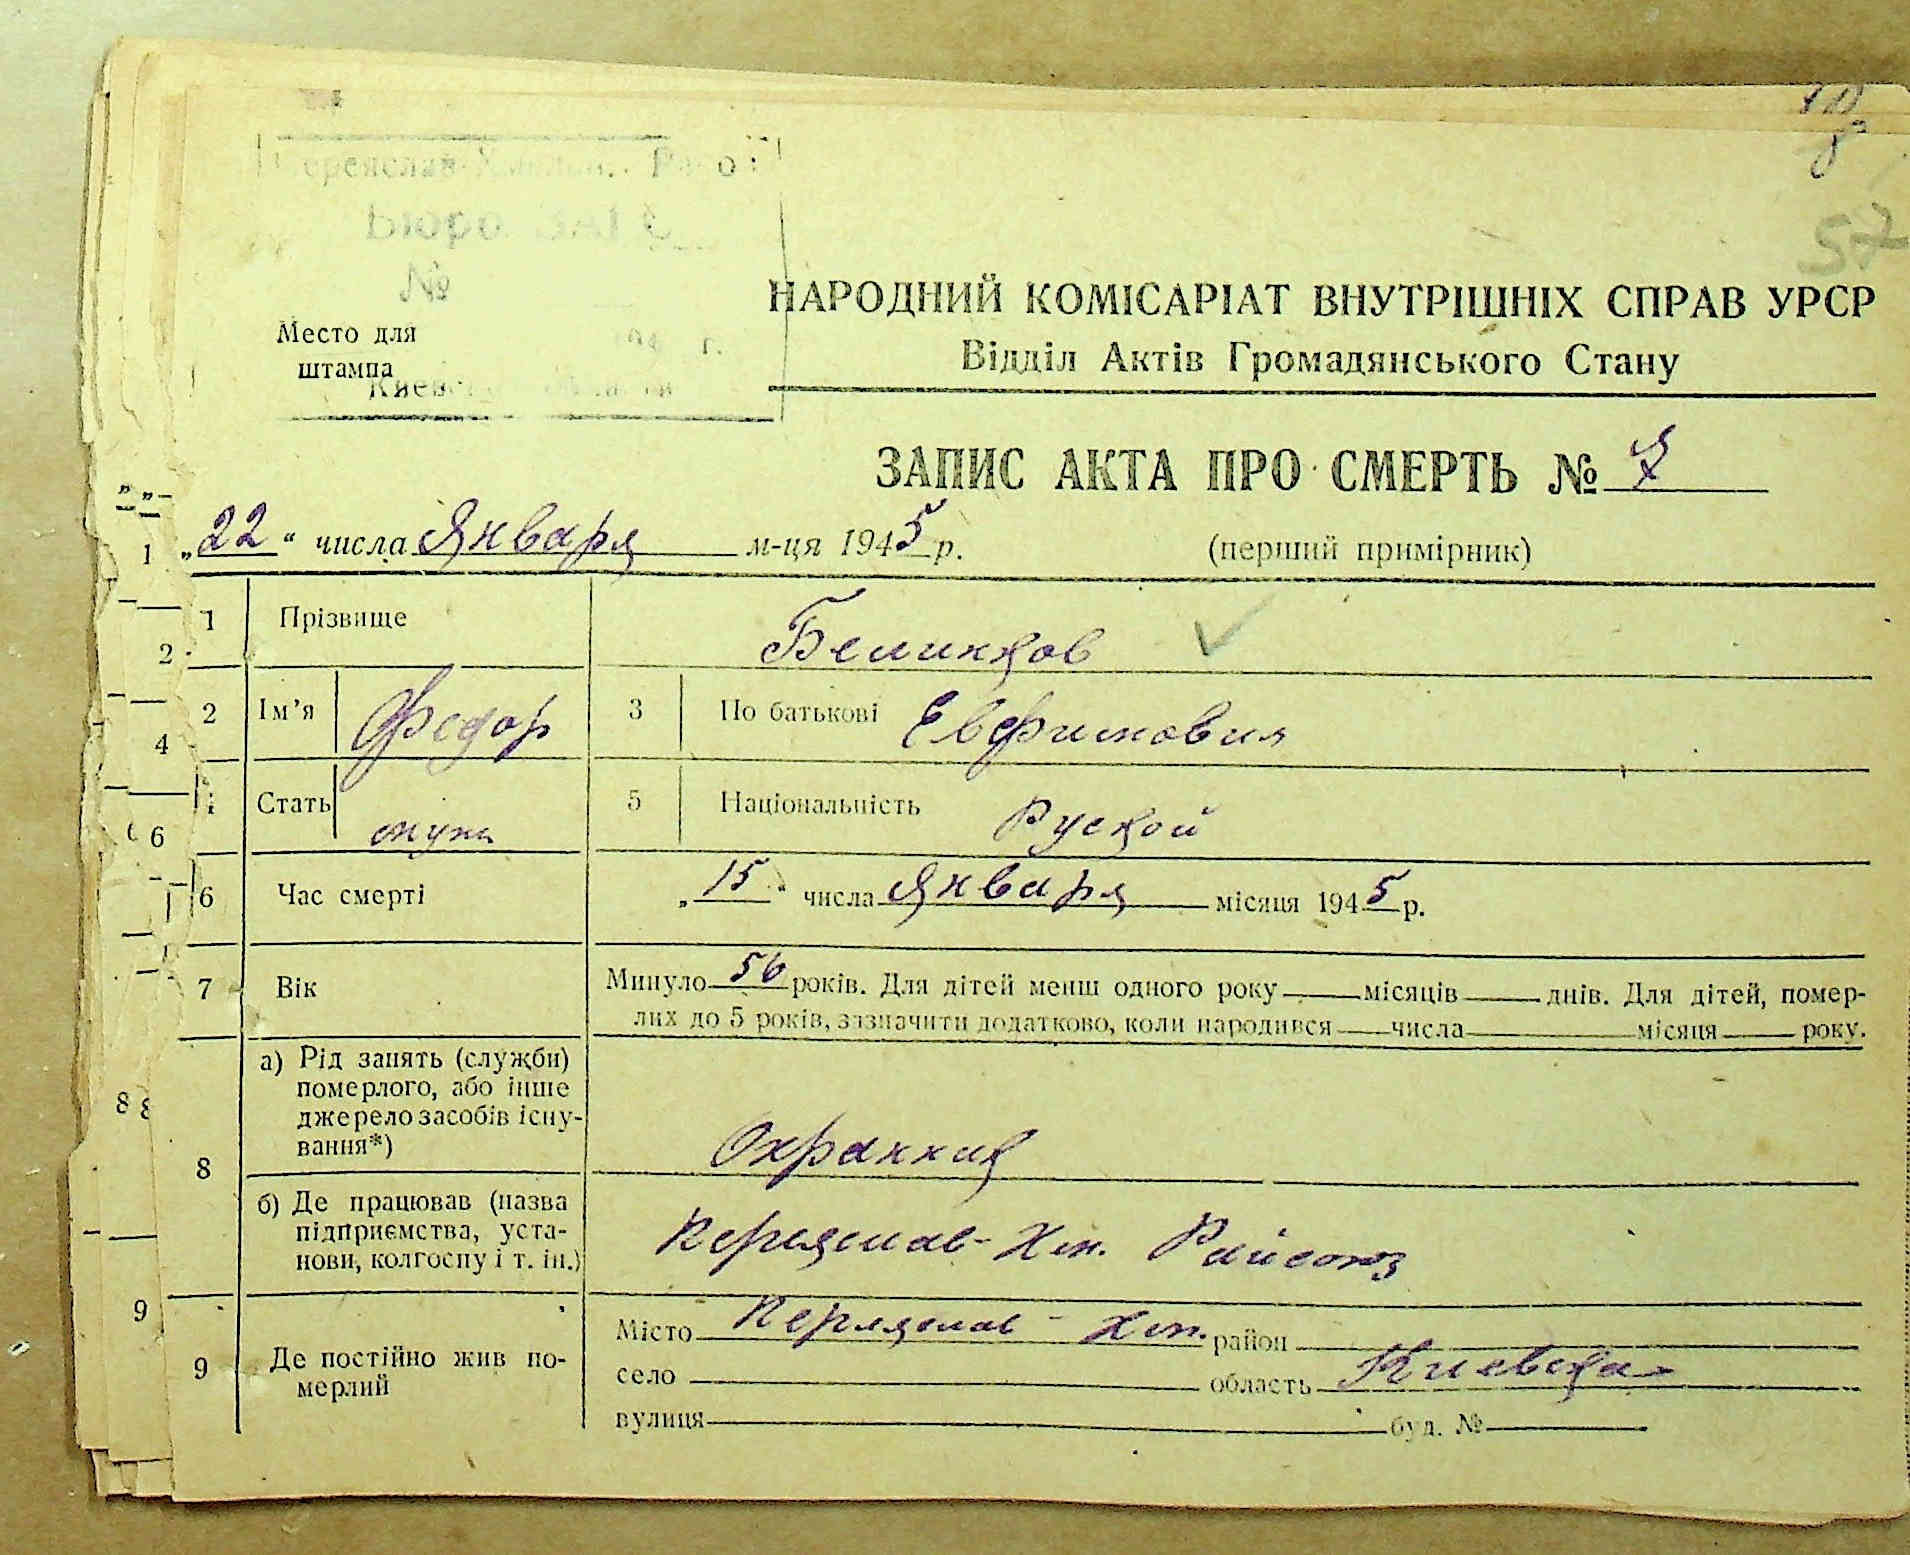 Бюро ЗАГС
№
г.
Место для
штампа
57
НАРОДНИЙ КОМІСАРІАТ ВНУТРІШНІХ СПРАВ УРСР
Відділ Актів Громадянського Стану
ЗАПИС АКТА ПРО СМЕРТЬ № 7
„22“ числа Января м-ця 1945 р. (перший примірник)
1 Прізвище Беликков
2 Ім’я Федор 3 По батькові Евфимович
Стать муж 5 Національність Руской
6 Час смерті „15“ числа Января місяця 1945 р.
7 Вік Минуло 56 років. Для дітей менш одного року місяців днів. Для дітей, помер-
лих до 5 років, зазначити додатково, коли народився числа місяця року.
8 а) Рід занять (служби)
померлого, або інше
джерело засобів існу-
вання*) Охранник
б) Де працював (назва
підприємства, уста-
нови, колгоспу і т. ін.) Переяслав-Хм. Райсоюз
9 Де постійно жив по-
мерлий
Місто Переяслав-Хм. район
село область Киевская
вулиця буд. №